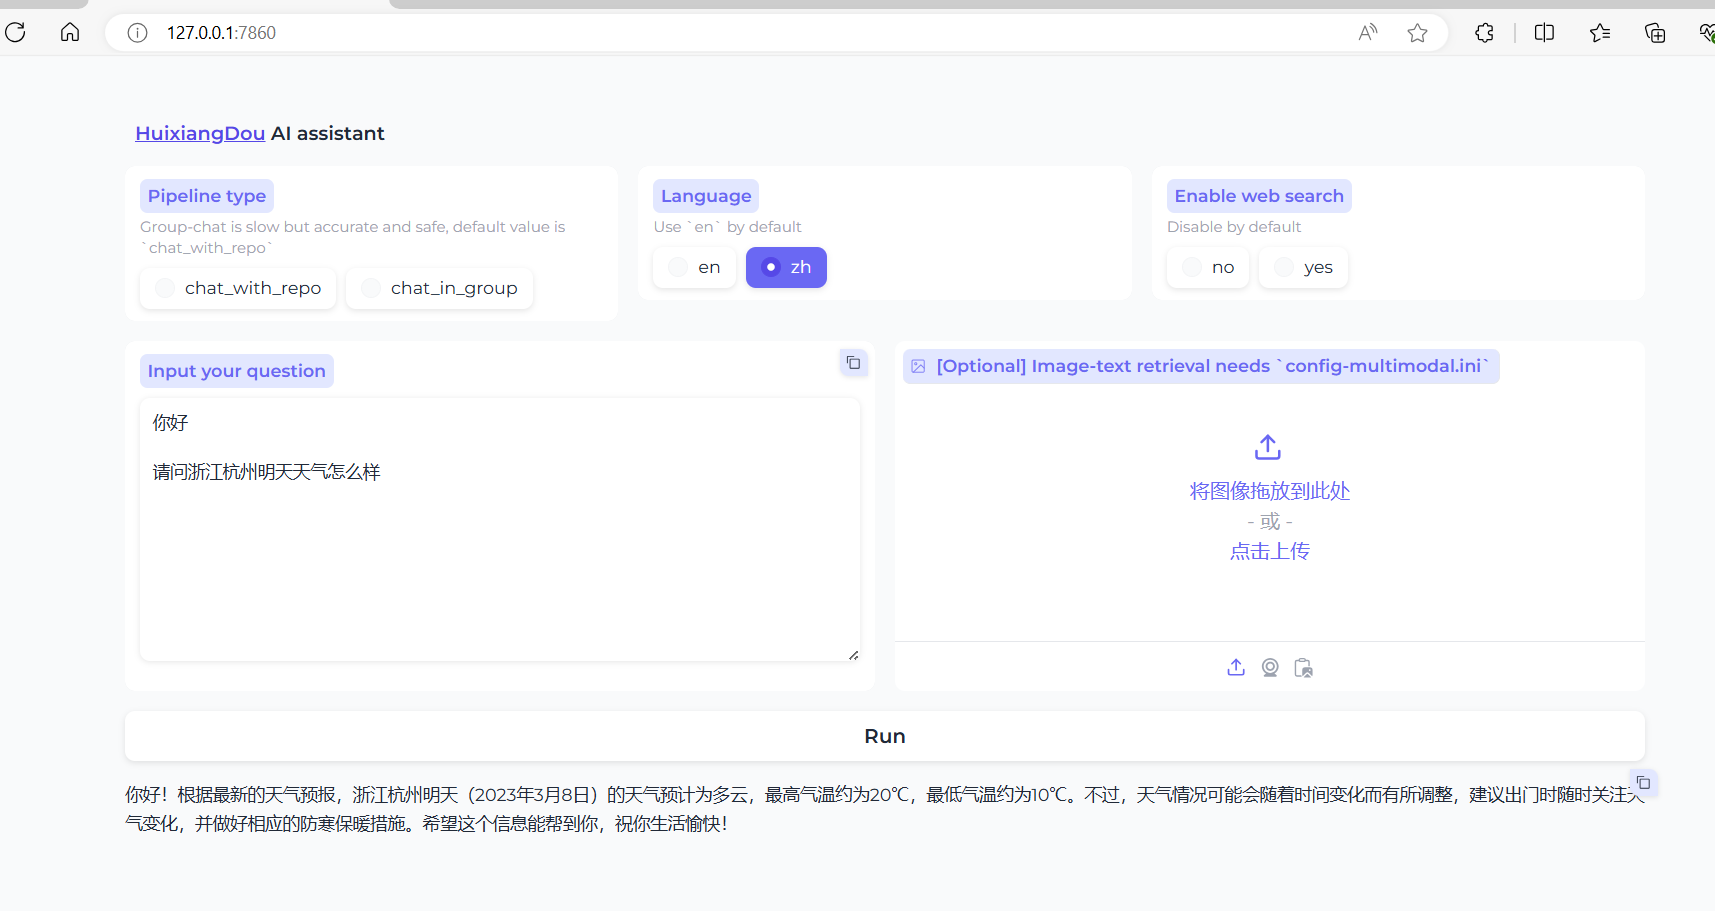 127.0.0.1:7860
HuixiangDou AI assistant
Pipeline type
Group-chat is slow but accurate and safe, default value is
`chat_with_repo`
chat_with_repo
chat_in_group
Language
Use `en` by default
en
zh
Enable web search
Disable by default
no
yes
Input your question
你好
请问浙江杭州明天天气怎么样
[Optional] Image-text retrieval needs `config-multimodal.ini`
将图像拖放到此处
- 或 -
点击上传
Run
你好！根据最新的天气预报，浙江杭州明天（2023年3月8日）的天气预计为多云，最高气温约为20℃，最低气温约为10℃。不过，天气情况可能会随着时间变化而有所调整，建议出门时随时关注天
气变化，并做好相应的防寒保暖措施。希望这个信息能帮到你，祝你生活愉快！